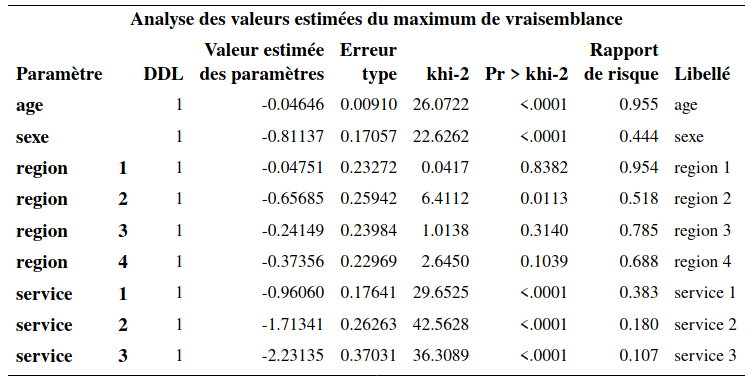 Analyse des valeurs estimées du maximum de vraisemblance
Valeur estimée Erreur Rapport
Paramètre DDL des paramètres type khi-2 Pr > khi-2 de risque Libellé
age 1 -0.04646 0.00910 26.0722 <.0001 0.955 age
sexe 1 -0.81137 0.17057 22.6262 <.0001 0.444 sexe
region 1 1 -0.04751 0.23272 0.0417 0.8382 0.954 region 1
region 2 1 -0.65685 0.25942 6.4112 0.0113 0.518 region 2
region 3 1 -0.24149 0.23984 1.0138 0.3140 0.785 region 3
region 4 1 -0.37356 0.22969 2.6450 0.1039 0.688 region 4
service 1 1 -0.96060 0.17641 29.6525 <.0001 0.383 service 1
service 2 1 -1.71341 0.26263 42.5628 <.0001 0.180 service 2
service 3 1 -2.23135 0.37031 36.3089 <.0001 0.107 service 3